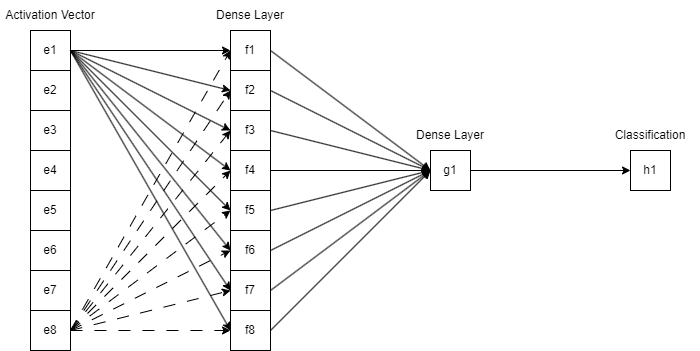 Activation Vector
Dense Layer
e1
e2
e3
e4
e5
e6
e7
e8
f1
f2
f3
f4
f5
f6
f7
f8
Dense Layer
g1
Classification
h1